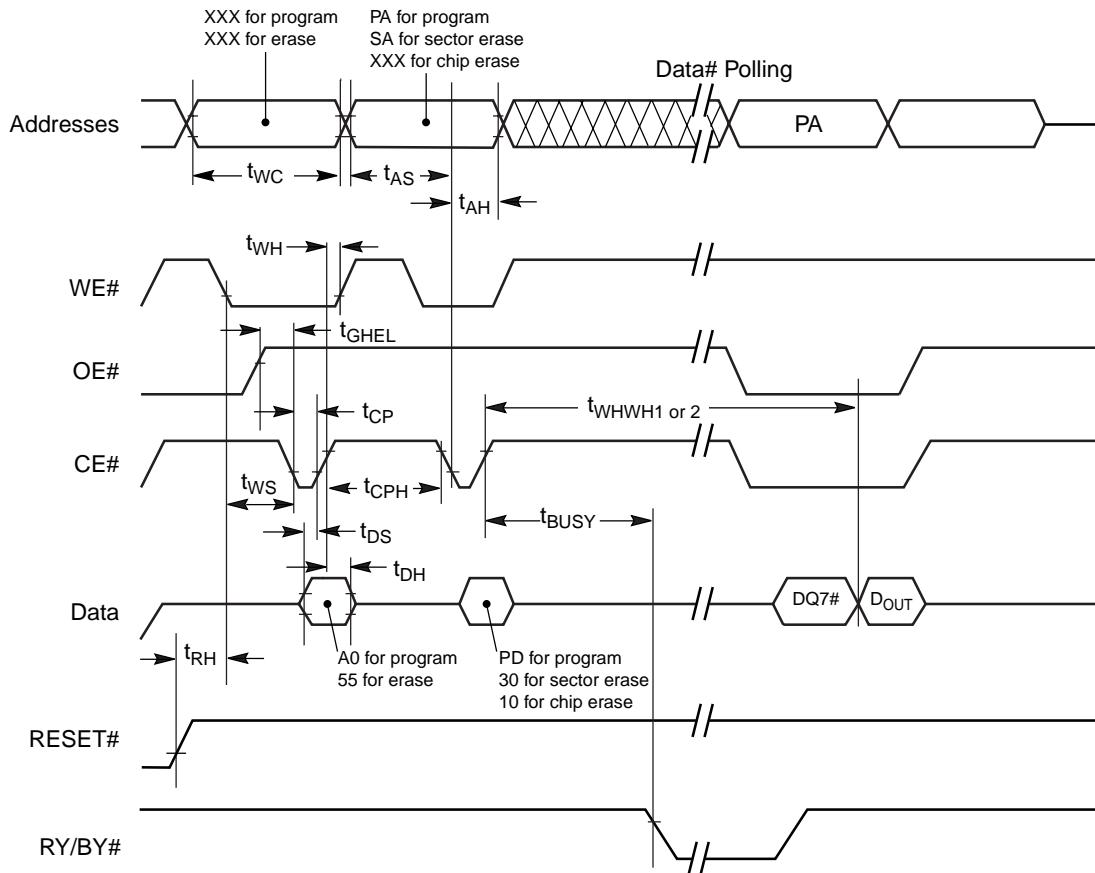 XXX for program
XXX for erase
PA for program
SA for sector erase
XXX for chip erase
Data# Polling
Addresses
PA
tWC
tAS
tAH
tWH
WE#
tGHEL
OE#
tWHWH1 or 2
tCP
CE#
tWS
tCPH
tBUSY
tDS
tDH
Data
DQ7#
DOUT
tRH
A0 for program
55 for erase
PD for program
30 for sector erase
10 for chip erase
RESET#
RY/BY#